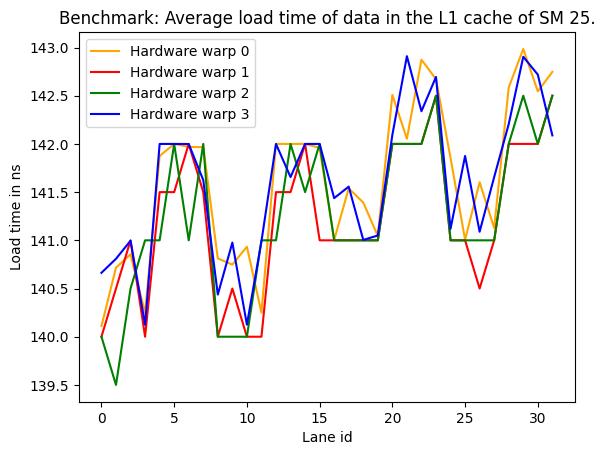 Benchmark: Average load time of data in the L1 cache of SM 25.
143.0
142.5
142.0
141.5
141.0
140.5
140.0
139.5
Load time in ns
Hardware warp 0
Hardware warp 1
Hardware warp 2
Hardware warp 3
0 5 10 15 20 25 30
Lane id